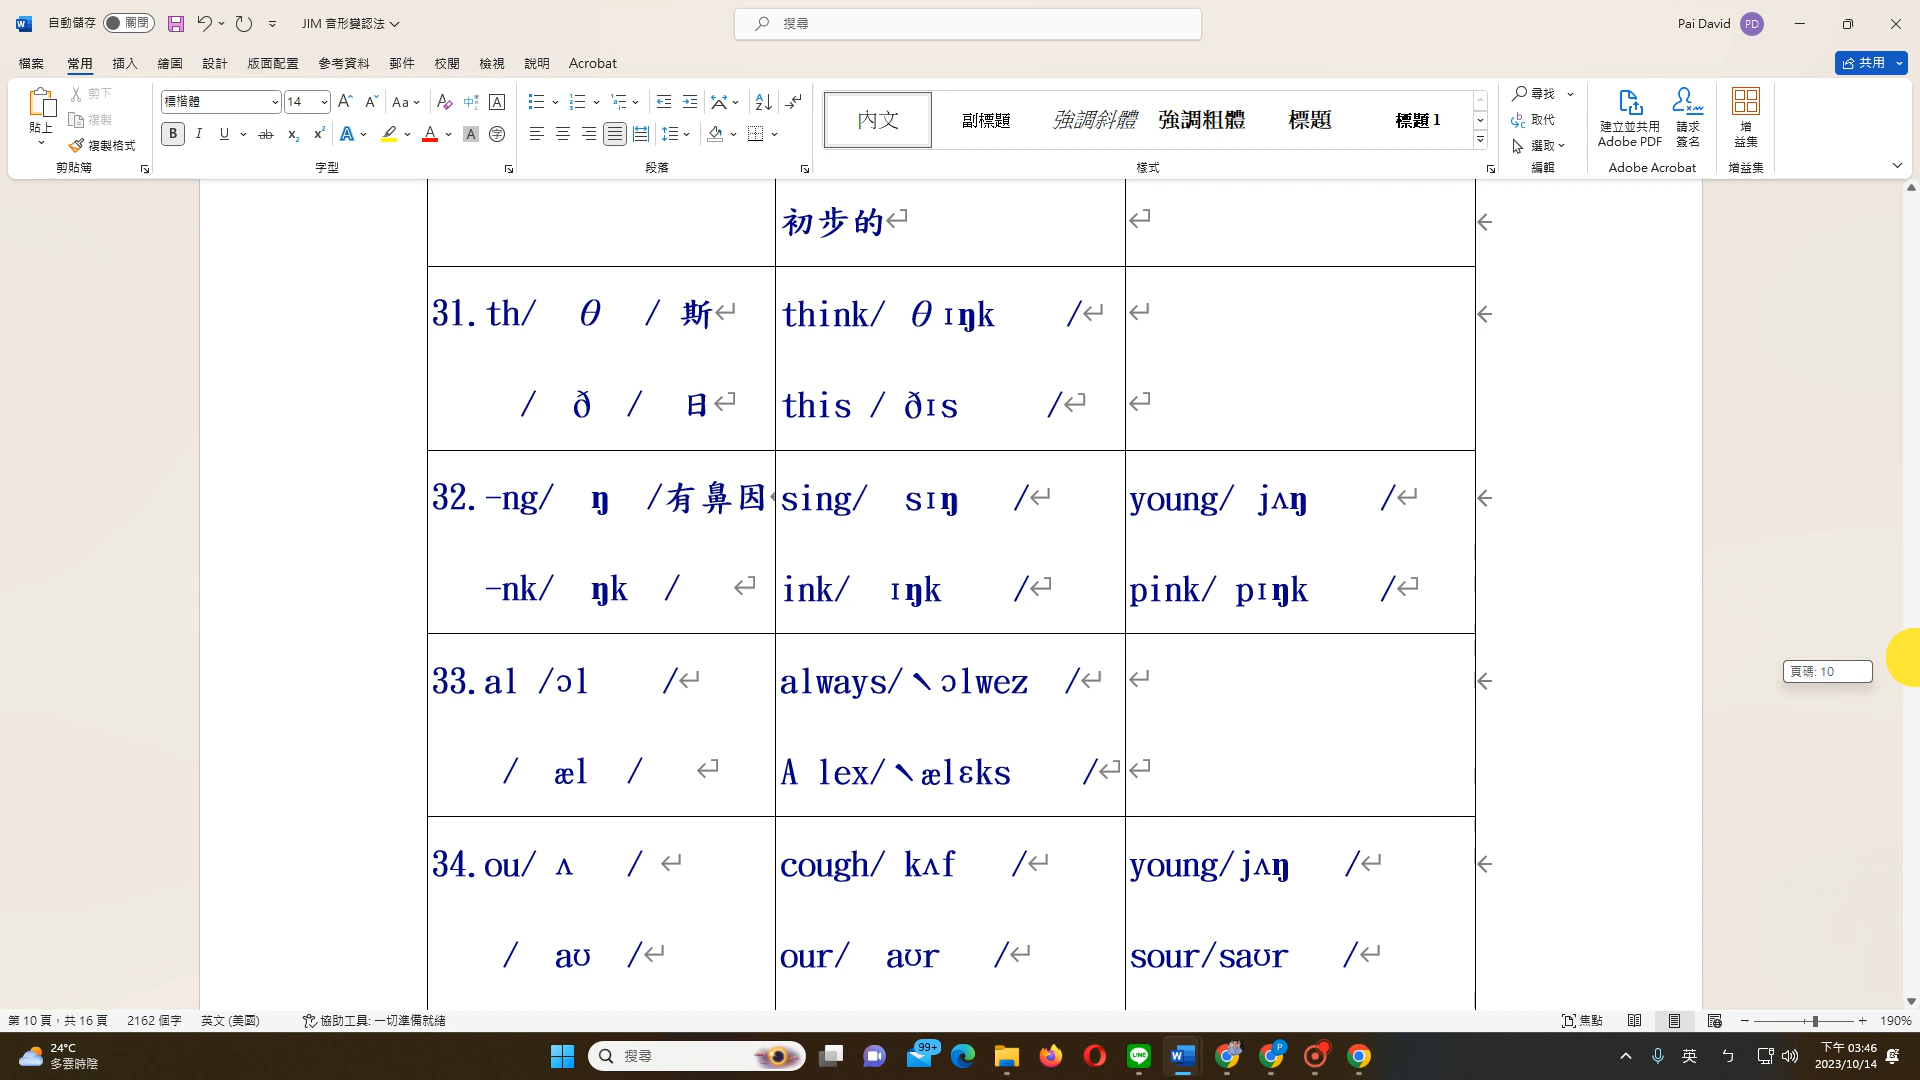 自動儲存 關閉 JIM 音形變認法 搜尋 Pai David PD
檔案 常用 插入 繪圖 設計 版面配置 參考資料 郵件 校閱 檢視 說明 Acrobat 共用
貼上 剪下 複製 複製格式 剪貼簿
標楷體 14 字型
段落
內文 副標題 強調斜體 強調粗體 標題 標題 1 樣式
尋找 取代 選取 編輯
建立並共用 Adobe PDF 請求簽名 Adobe Acrobat
增益集 增益集
初步的
31.th/ θ / 斯 think/ θɪŋk /
/ ð / 日 this / ðɪs /
32.-ng/ ŋ /有鼻因 sing/ sɪŋ / young/ jʌŋ /
-nk/ ŋk / ink/ ɪŋk / pink/ pɪŋk /
33.al /ɔl / always/ˋɔlwez /
/ æl / A lex/ˋælɛks /
頁碼: 10
34.ou/ ʌ / cough/ kʌf / young/jʌŋ /
/ aʊ / our/ aʊr / sour/saʊr /
第 10 頁，共 16 頁 2162 個字 英文 (美國) 協助工具: 一切準備就緒 焦點 190%
24°C
多雲時陰
搜尋 99+ 英 下午 03:46
2023/10/14